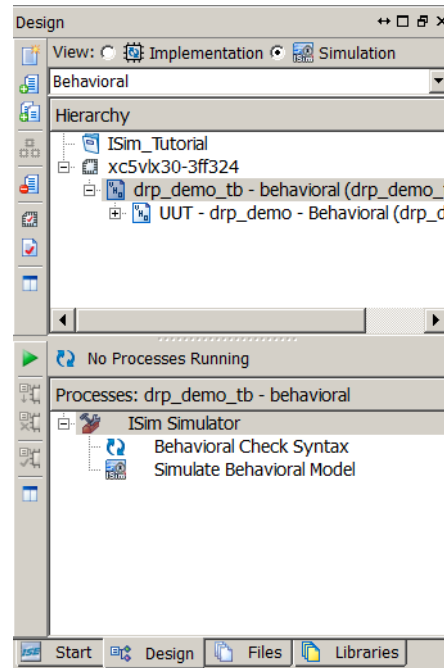 Design
View: Implementation Simulation
Behavioral
Hierarchy
ISim_Tutorial
xc5vlx30-3ff324
drp_demo_tb - behavioral (drp_demo_
UUT - drp_demo - Behavioral (drp_d
No Processes Running
Processes: drp_demo_tb - behavioral
ISim Simulator
Behavioral Check Syntax
Simulate Behavioral Model
Start Design Files Libraries